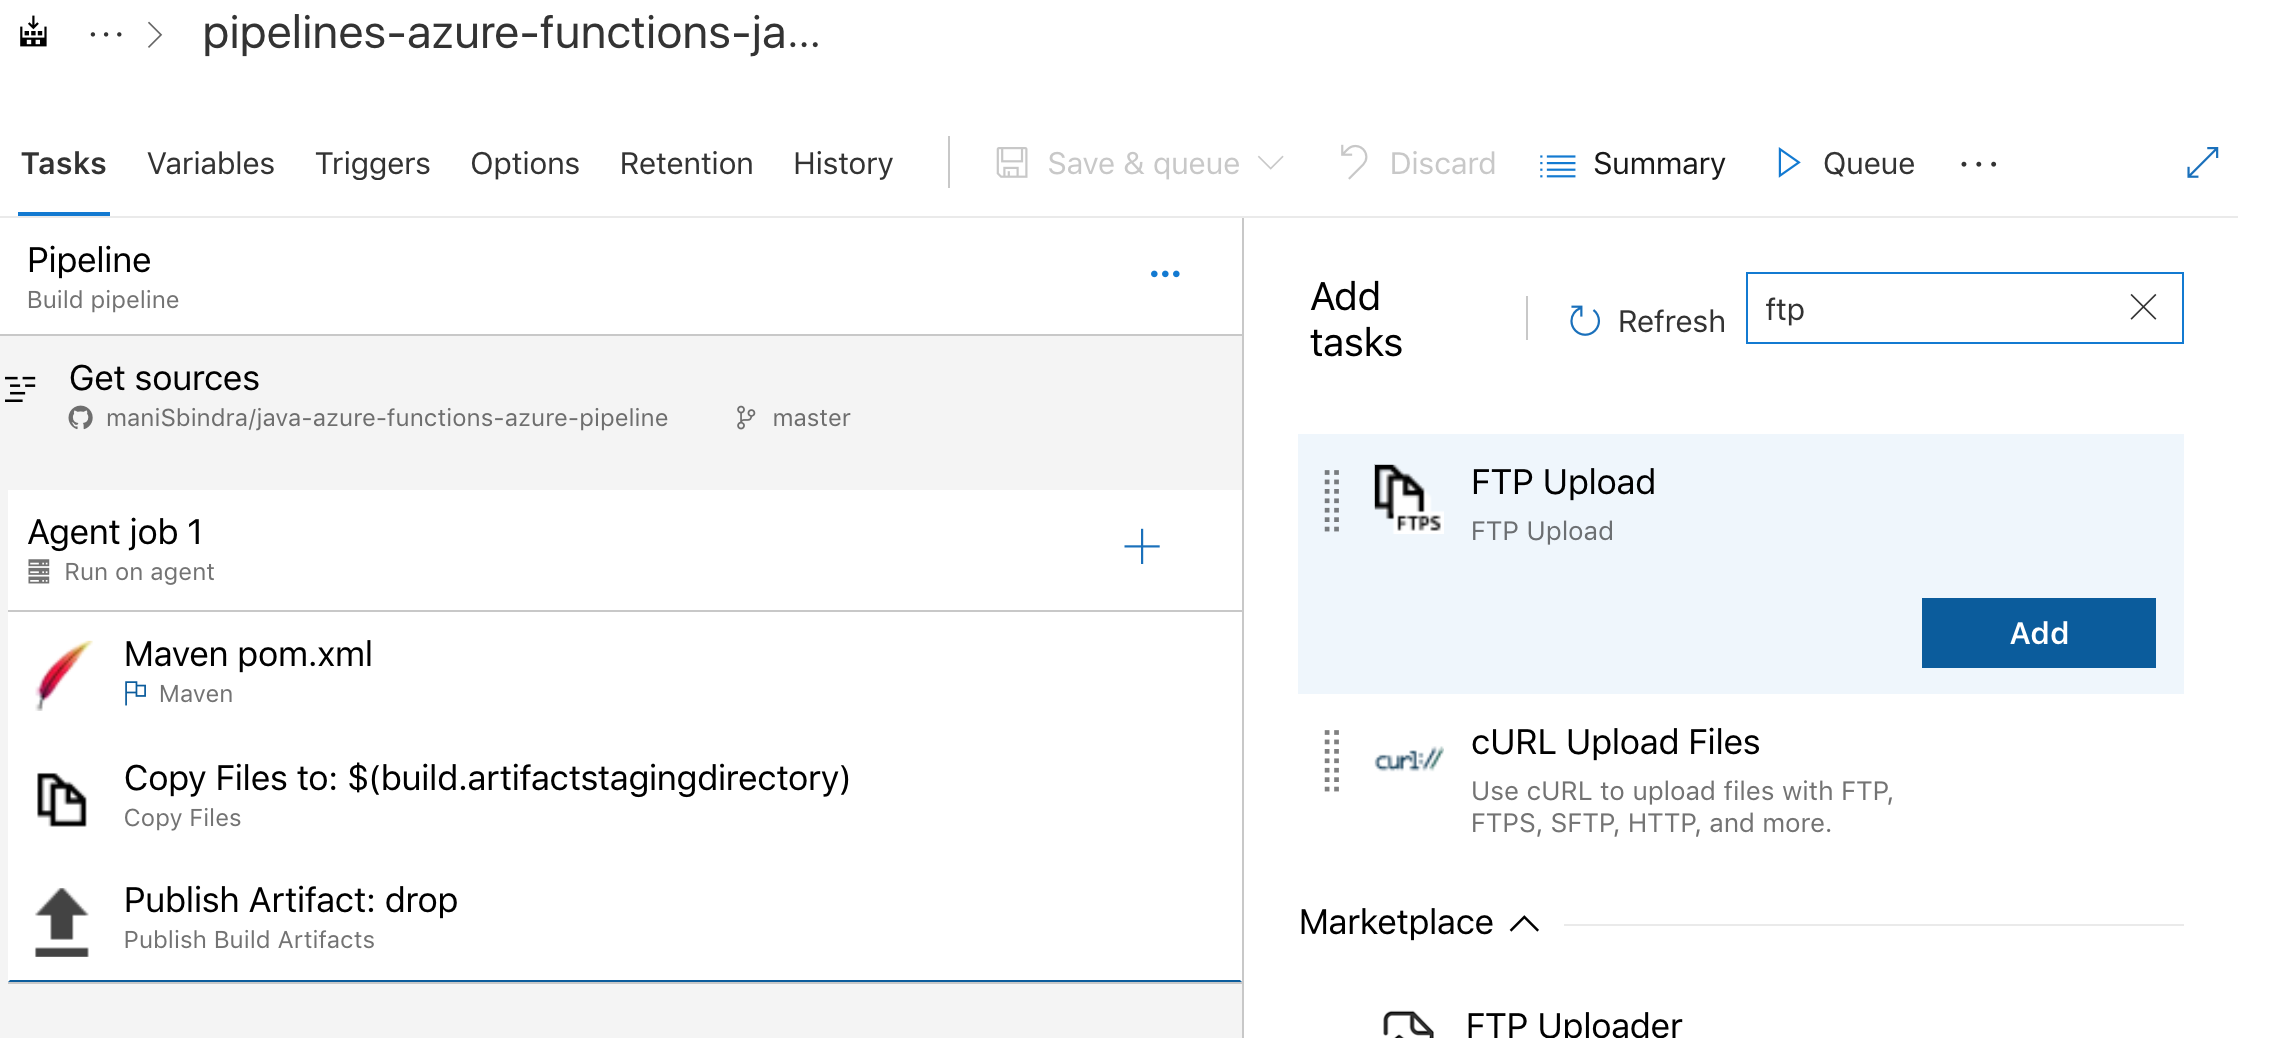 ··· > pipelines-azure-functions-ja...
Tasks Variables Triggers Options Retention History Save & queue Discard Summary Queue ···
Pipeline
Build pipeline
Get sources
maniSbindra/java-azure-functions-azure-pipeline master
Agent job 1
Run on agent
Maven pom.xml
Maven
Copy Files to: $(build.artifactstagingdirectory)
Copy Files
Publish Artifact: drop
Publish Build Artifacts
Add
tasks
Refresh
ftp
FTP Upload
FTPS
FTP Upload
Add
curl://
cURL Upload Files
Use cURL to upload files with FTP,
FTPS, SFTP, HTTP, and more.
Marketplace
FTP Uploader